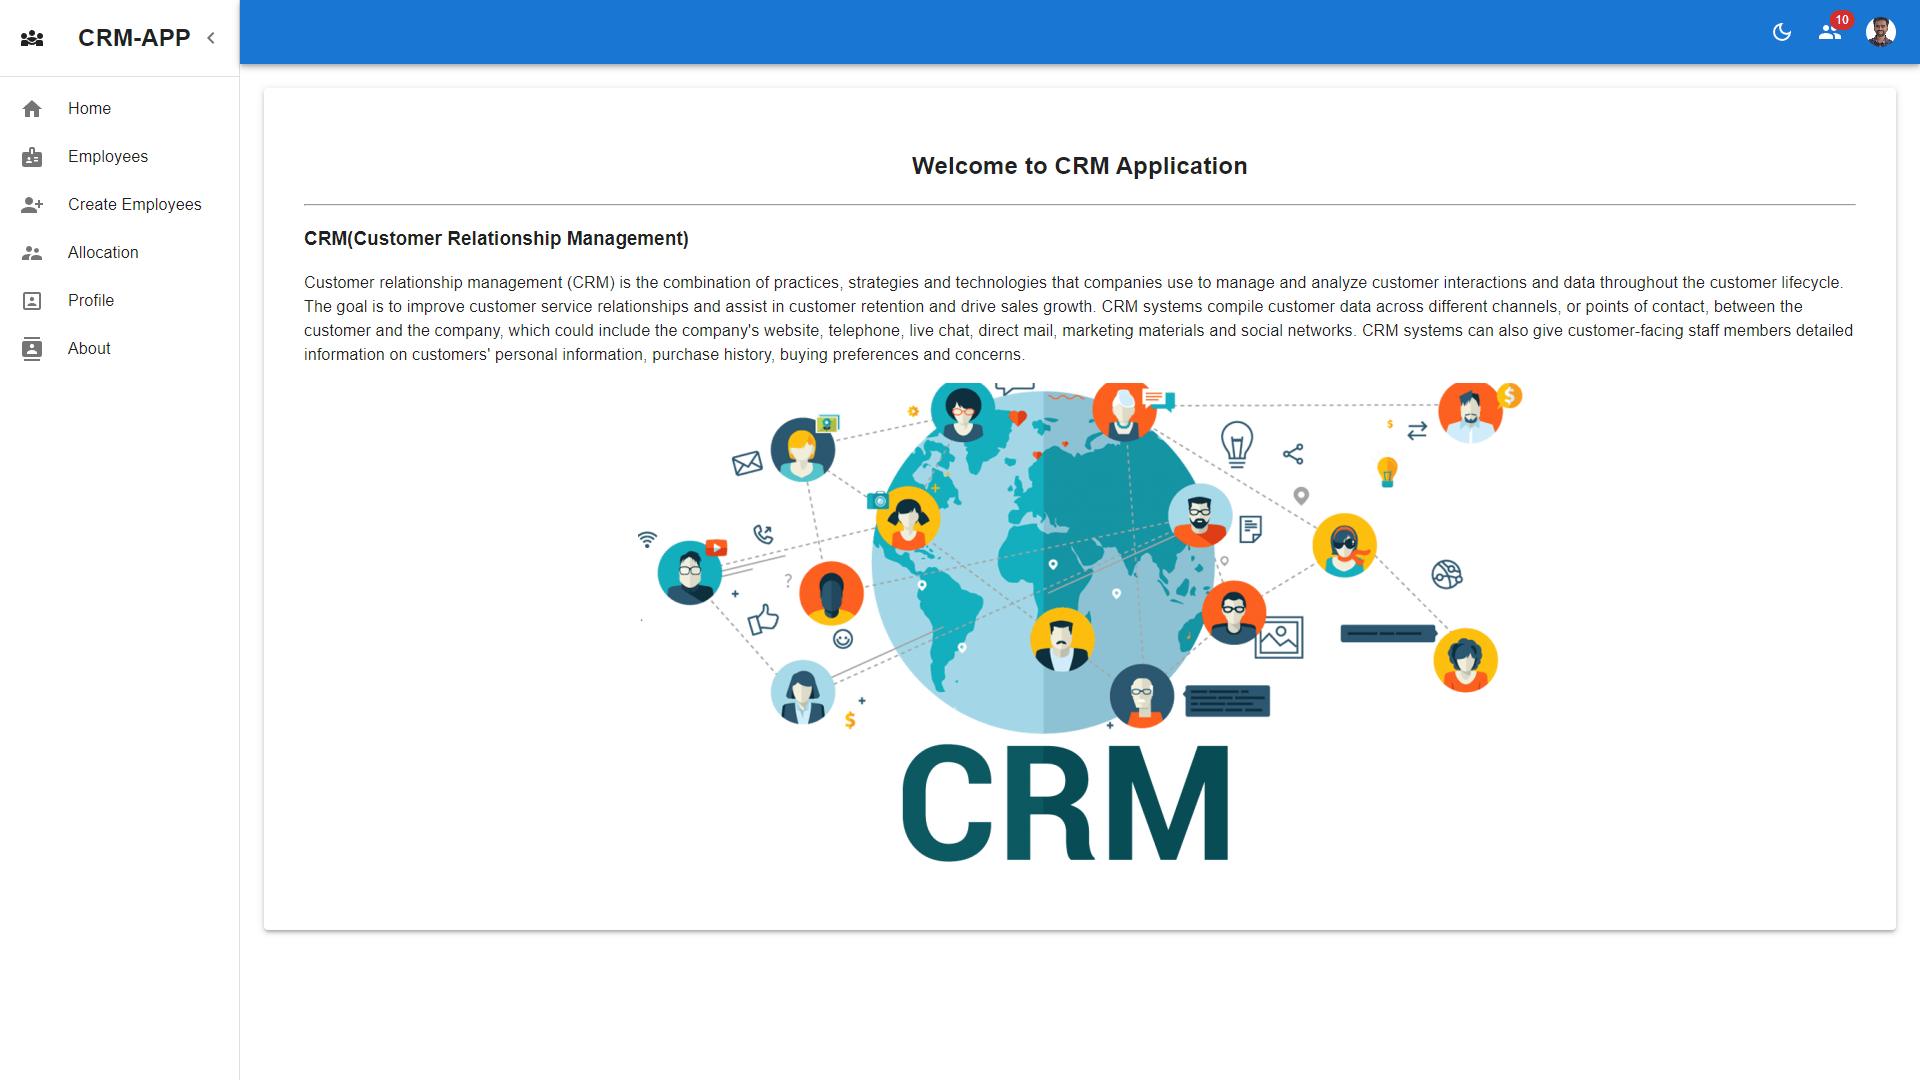 CRM-APP
10
Home
Employees
Create Employees
Allocation
Profile
About
Welcome to CRM Application
CRM(Customer Relationship Management)
Customer relationship management (CRM) is the combination of practices, strategies and technologies that companies use to manage and analyze customer interactions and data throughout the customer lifecycle.
The goal is to improve customer service relationships and assist in customer retention and drive sales growth. CRM systems compile customer data across different channels, or points of contact, between the
customer and the company, which could include the company's website, telephone, live chat, direct mail, marketing materials and social networks. CRM systems can also give customer-facing staff members detailed
information on customers' personal information, purchase history, buying preferences and concerns.
$
$
?
$
CRM